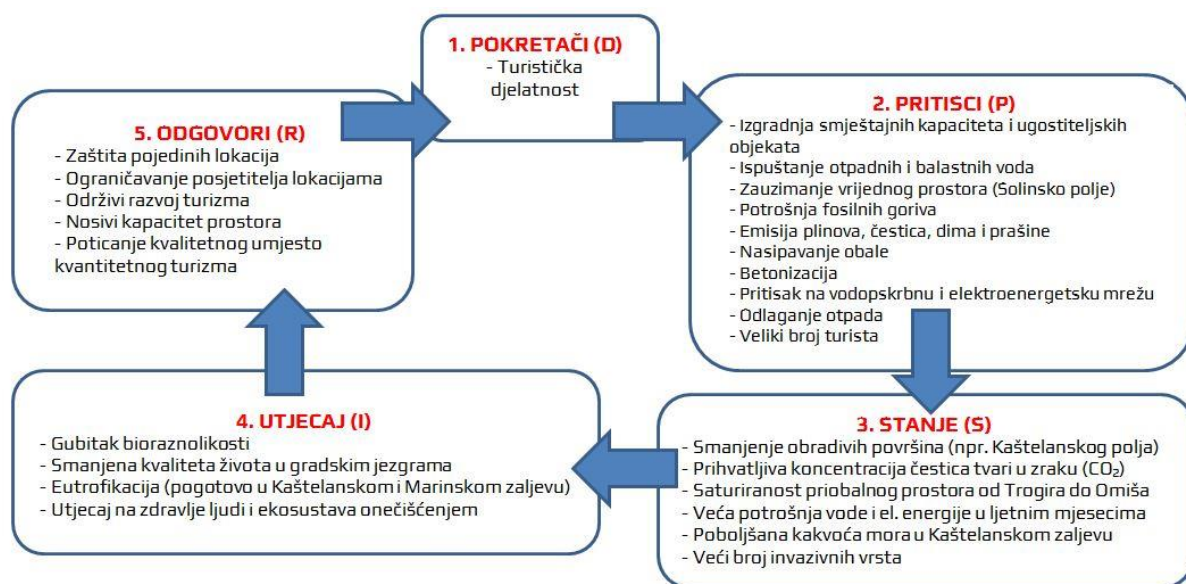 1. POKRETAČI (D)
- Turistička
djelatnost
2. PRITISCI (P)
- Izgradnja smještajnih kapaciteta i ugostiteljskih
objekata
- Ispuštanje otpadnih i balastnih voda
- Zauzimanje vrijednog prostora (Solinsko polje)
- Potrošnja fosilnih goriva
- Emisija plinova, čestica, dima i prašine
- Nasipavanje obale
- Betonizacija
- Pritisak na vodopskrbnu i elektroenergetsku mrežu
- Odlaganje otpada
- Veliki broj turista
3. STANJE (S)
- Smanjenje obradivih površina (npr. Kaštelanskog polja)
- Prihvatljiva koncentracija čestica tvari u zraku (CO₂)
- Saturiranost priobalnog prostora od Trogira do Omiša
- Veća potrošnja vode i el. energije u ljetnim mjesecima
- Poboljšana kakvoća mora u Kaštelanskom zaljevu
- Veći broj invazivnih vrsta
4. UTJECAJ (I)
- Gubitak bioraznolikosti
- Smanjena kvaliteta života u gradskim jezgrama
- Eutrofikacija (pogotovo u Kaštelanskom i Marinskom zaljevu)
- Utjecaj na zdravlje ljudi i ekosustava onečišćenjem
5. ODGOVORI (R)
- Zaštita pojedinih lokacija
- Ograničavanje posjetitelja lokacijama
- Održivi razvoj turizma
- Nosivi kapacitet prostora
- Poticanje kvalitetnog umjesto
kvantitetnog turizma